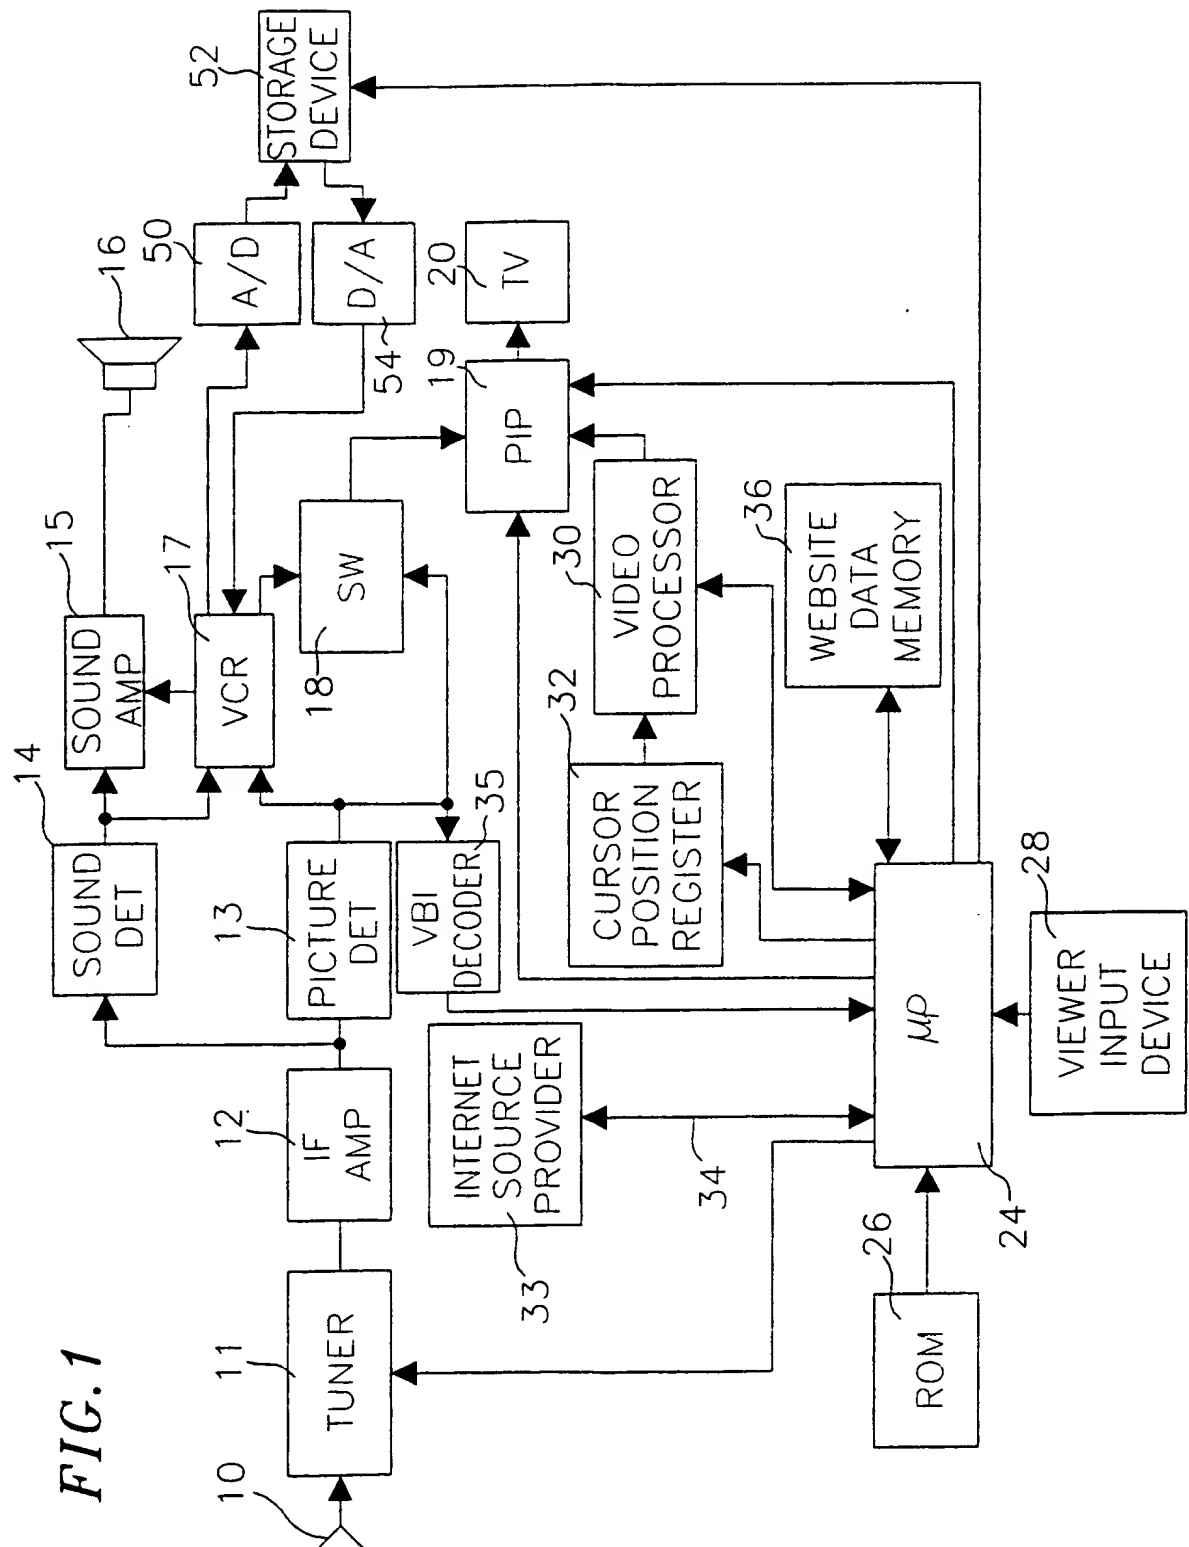 FIG.1
10
11
TUNER
12
IF
AMP
13
PICTURE
DET
14
SOUND
DET
15
SOUND
AMP
16
17
VCR
18
SW
50
A/D
52
STORAGE
DEVICE
54
D/A
19
PIP
20
TV
35
VBI
DECODER
33
INTERNET
SOURCE
PROVIDER
34
32
CURSOR
POSITION
REGISTER
30
VIDEO
PROCESSOR
36
WEBSITE
DATA
MEMORY
26
ROM
24
μP
28
VIEWER
INPUT
DEVICE